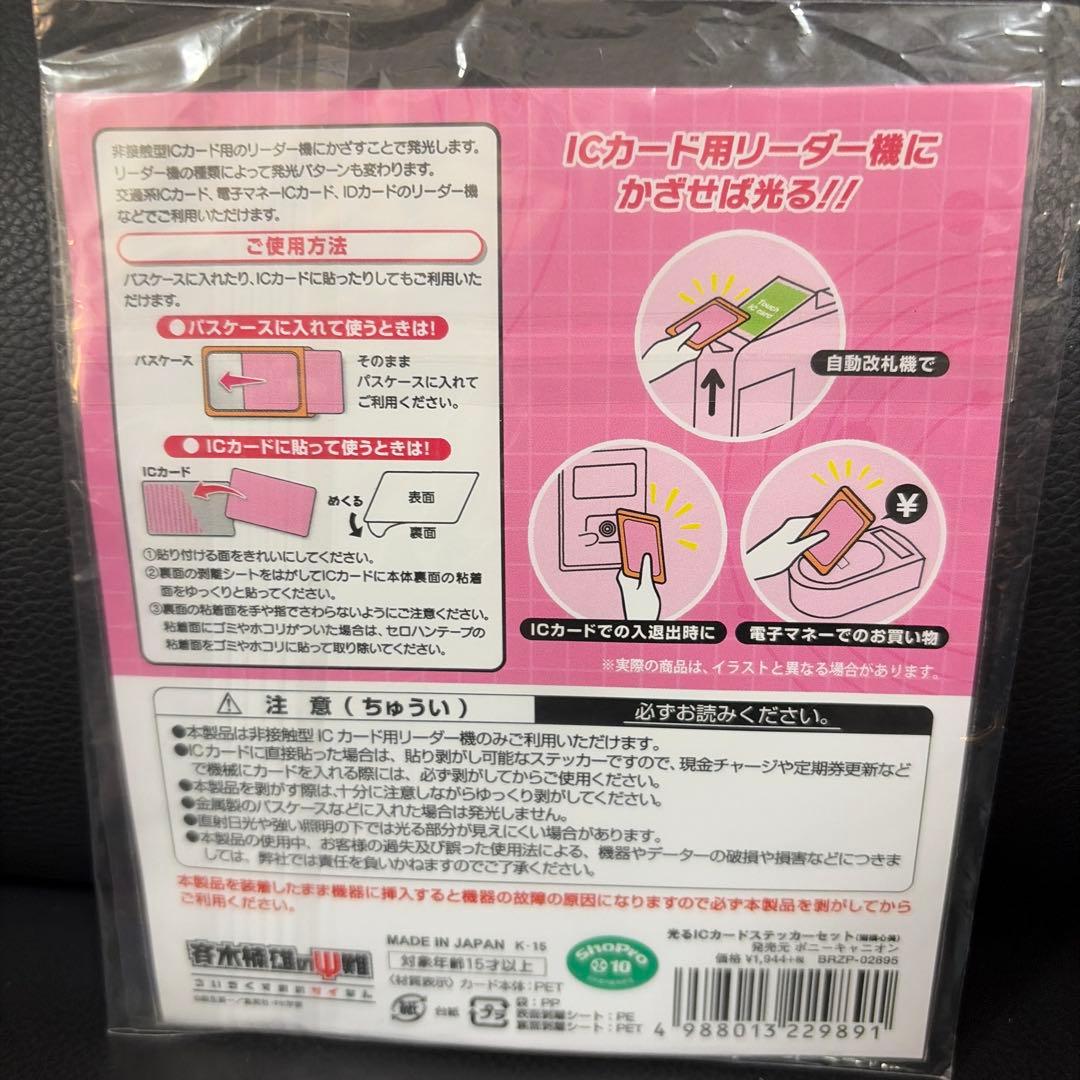 非接触型ICカード用のリーダー機にかざすことで発光します。
リーダー機の種類によって発光パターンも変わります。
交通系ICカード、電子マネーICカード、IDカードのリーダー機
などでご利用いただけます。
ご使用方法
パスケースに入れたり、ICカードに貼ったりしてもご利用いた
だけます。
●パスケースに入れて使うときは!
パスケース
そのまま
パスケースに入れて
ご利用ください。
●ICカードに貼って使うときは!
ICカード
めくる
表面
裏面
①貼り付ける面をきれいにしてください。
②裏面の剥離シートをはがしてICカードに本体裏面の粘着
面をゆっくりと貼ってください。
③裏面の粘着面を手や指でさわらないようにご注意ください。
粘着面にゴミやホコリがついた場合は、セロハンテープの
粘着面をゴミやホコリに貼って取り除いてください。
ICカード用リーダー機に
かざせば光る!!
Touch
IC card
自動改札機で
ICカードでの入退出時に
¥
電子マネーでのお買い物
※実際の商品は、イラストと異なる場合があります。
注意(ちゅうい)
必ずお読みください。
●本製品は非接触型ICカード用リーダー機のみご利用いただけます。
●ICカードに直接貼った場合は、貼り剥がし可能なステッカーですので、現金チャージや定期券更新など
で機械にカードを入れる際には、必ず剥がしてからご使用ください。
●本製品を剥がす際は、十分に注意しながらゆっくり剥がしてください。
●金属製のパスケースなどに入れた場合は発光しません。
●直射日光や強い照明の下では光る部分が見えにくい場合があります。
●本製品の使用中、お客様の過失及び誤った使用法による、機器やデーターの破損や損害などにつきま
しては、弊社では責任を負いかねますのでご了承ください。
本製品を装着したまま機器に挿入すると機器の故障の原因になりますので必ず本製品を剥がしてから
ご利用ください。
斉木楠雄のΨ難
MADE IN JAPAN K-15
対象年齢15才以上
〈材質表示〉カード本体:PET
紙
台紙
プラ
袋:PP
表面剥離シート:PE
裏面剥離シート:PET
ShoPro
10
光るICカードステッカーセット
発売元 ポニーキャニオン
価格 ¥1,944+税 BRZP-02895
4 988013 229891